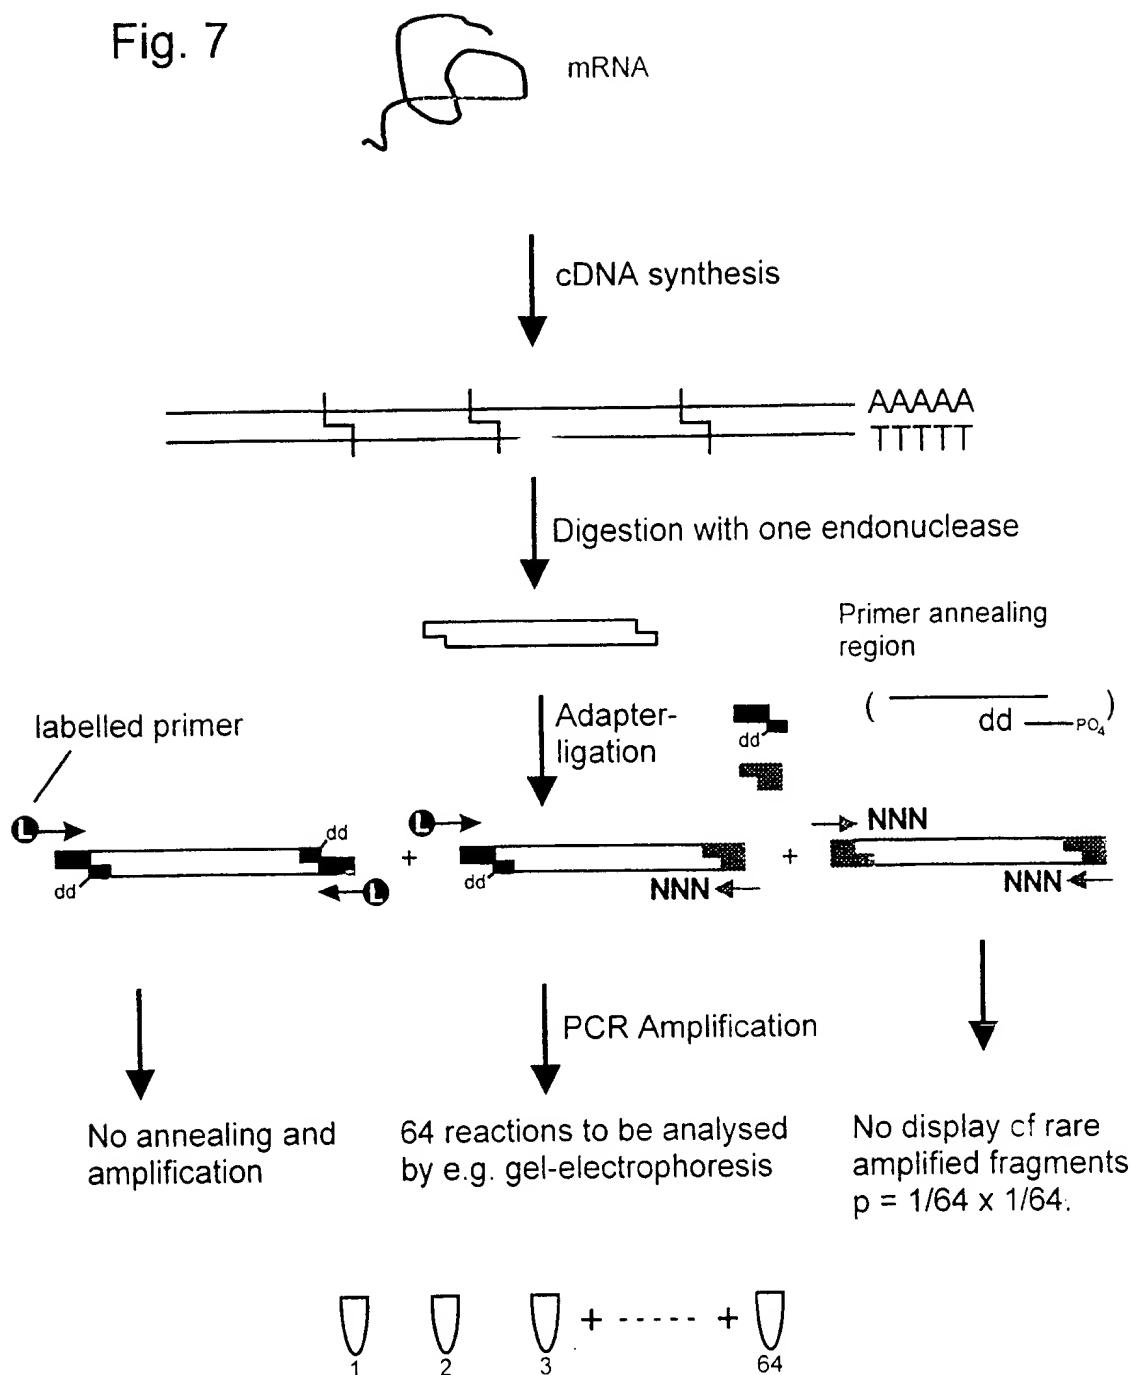 Fig. 7
mRNA
cDNA synthesis
AAAAA
TTTTT
Digestion with one endonuclease
Primer annealing
region
( dd PO4 )
labelled primer
Adapter-
ligation
dd
L
dd
dd
L
+
L
dd
NNN
+
NNN
NNN
PCR Amplification
No annealing and
amplification
64 reactions to be analysed
by e.g. gel-electrophoresis
No display cf rare
amplified fragments
p = 1/64 x 1/64.
+ ----- +
1 2 3 64